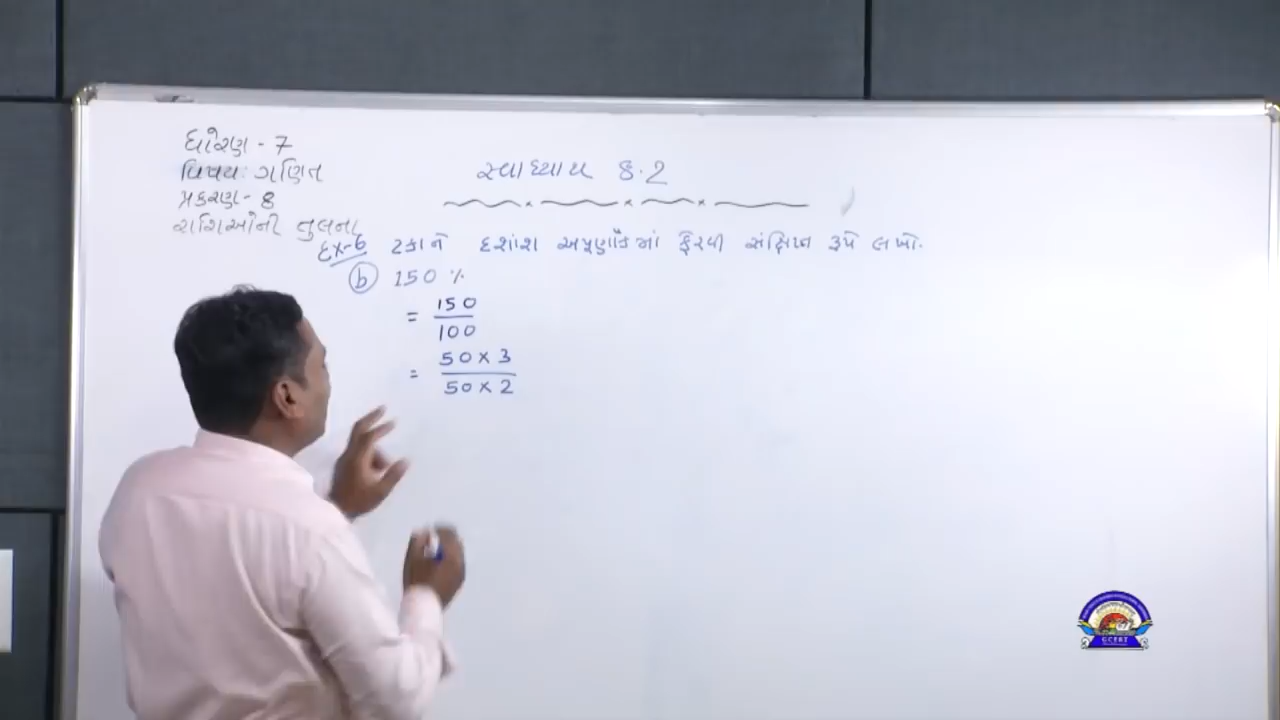 ધોરણ - 7
વિષય: ગણિત
પ્રકરણ - 8
રાશિઓની તુલના
સ્વાધ્યાય 8.2
દા-6 ટકાને દશાંશ અપૂર્ણાંકમાં ફેરવી સંક્ષિપ્ત રૂપે લખો.
(b) 150 %
= 150
100
= 50 x 3
50 x 2
GCERT